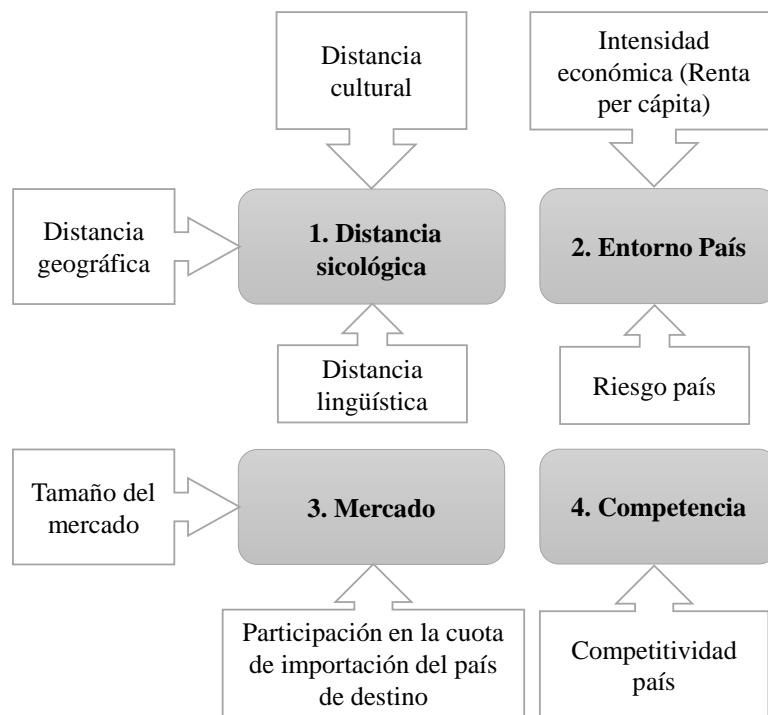 Distancia
cultural
Intensidad
económica (Renta
per cápita)
Distancia
geográfica
1. Distancia
sicológica
2. Entorno País
Distancia
lingüística
Riesgo país
Tamaño del
mercado
3. Mercado
4. Competencia
Participación en la cuota
de importación del país
de destino
Competitividad
país